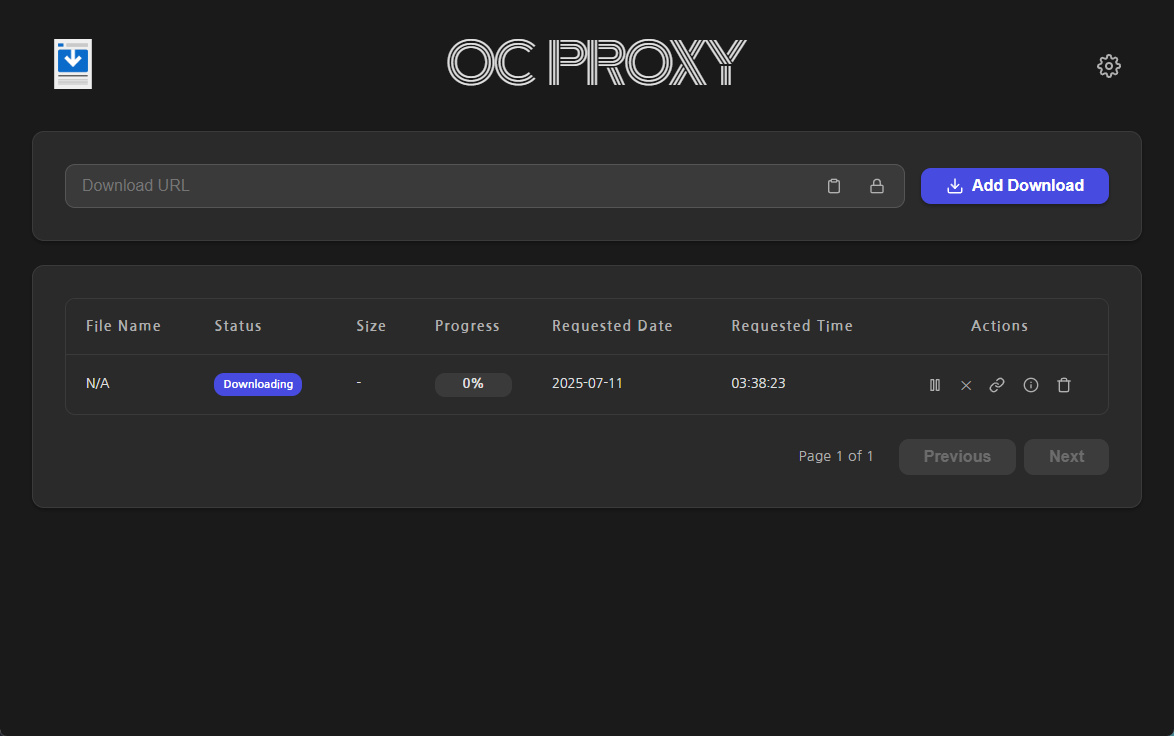 OC PROXY
Download URL
Add Download
File Name Status Size Progress Requested Date Requested Time Actions
N/A Downloading - 0% 2025-07-11 03:38:23
Page 1 of 1 Previous Next